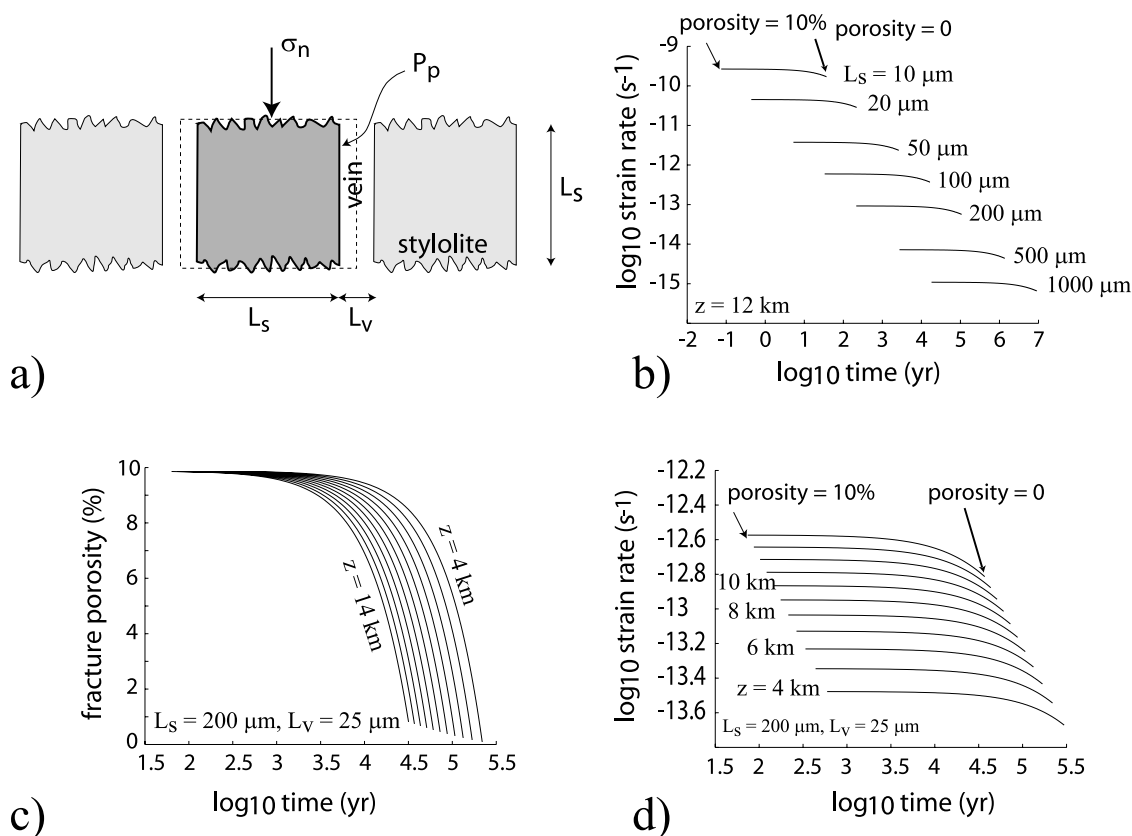 σn
Pp
vein
Ls
stylolite
Ls
Lv
a)
porosity = 10%
porosity = 0
log10 strain rate (s-1)
-9
-10
-11
-12
-13
-14
-15
Ls = 10 μm
20 μm
50 μm
100 μm
200 μm
500 μm
1000 μm
z = 12 km
-2 -1 0 1 2 3 4 5 6 7
log10 time (yr)
b)
fracture porosity (%)
10
8
6
4
2
0
z = 4 km
z = 14 km
Ls = 200 μm, Lv = 25 μm
1.5 2 2.5 3 3.5 4 4.5 5 5.5
log10 time (yr)
c)
log10 strain rate (s-1)
-12.2
-12.4
-12.6
-12.8
-13
-13.2
-13.4
-13.6
porosity = 10%
porosity = 0
10 km
8 km
6 km
z = 4 km
Ls = 200 μm, Lv = 25 μm
1.5 2 2.5 3 3.5 4 4.5 5 5.5
log10 time (yr)
d)